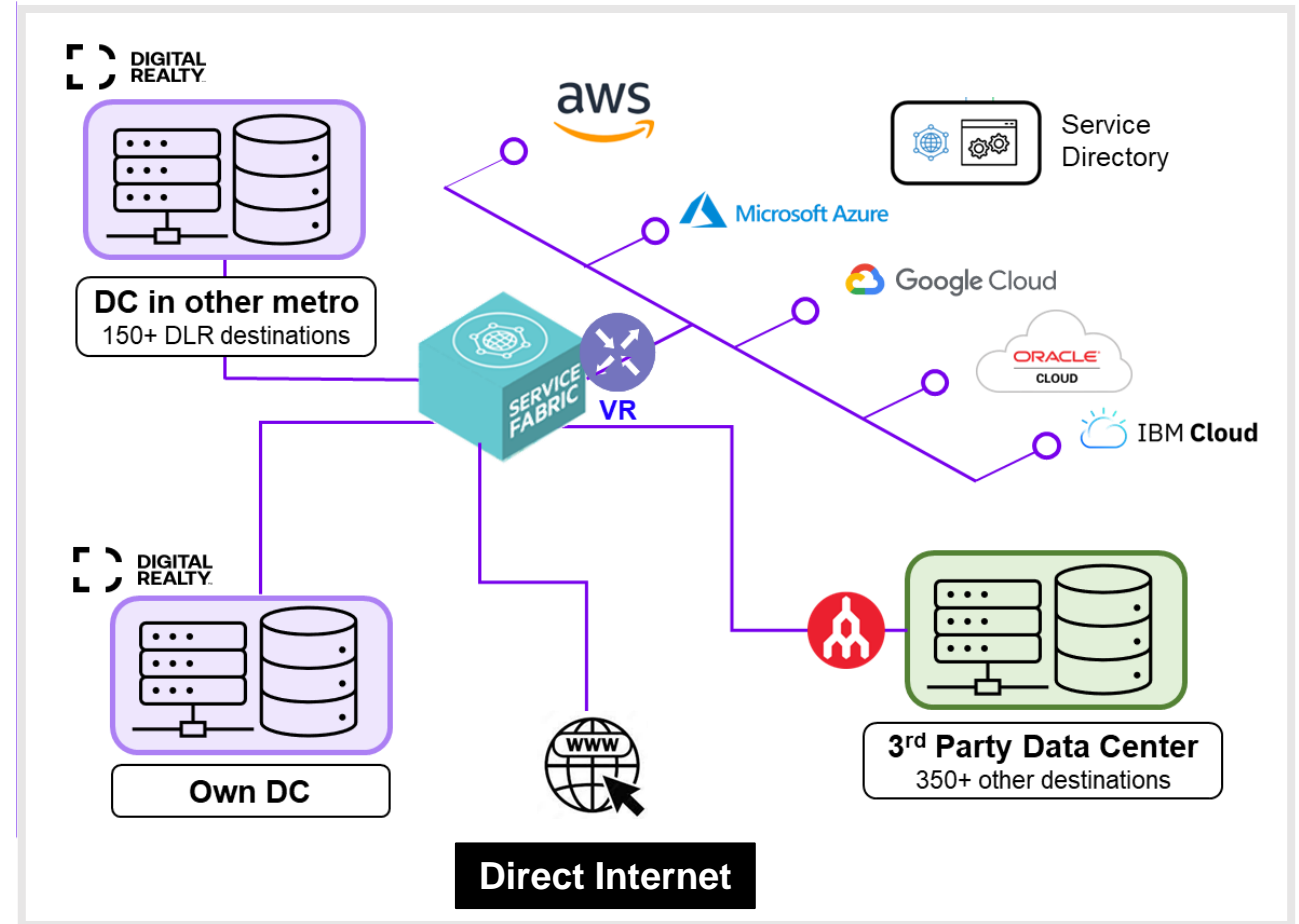 DIGITAL
REALTY
aws
Service
Directory
Microsoft Azure
Google Cloud
DC in other metro
150+ DLR destinations
ORACLE
CLOUD
SERVICE
FABRIC
VR
IBM Cloud
DIGITAL
REALTY
WWW
3rd Party Data Center
350+ other destinations
Own DC
Direct Internet